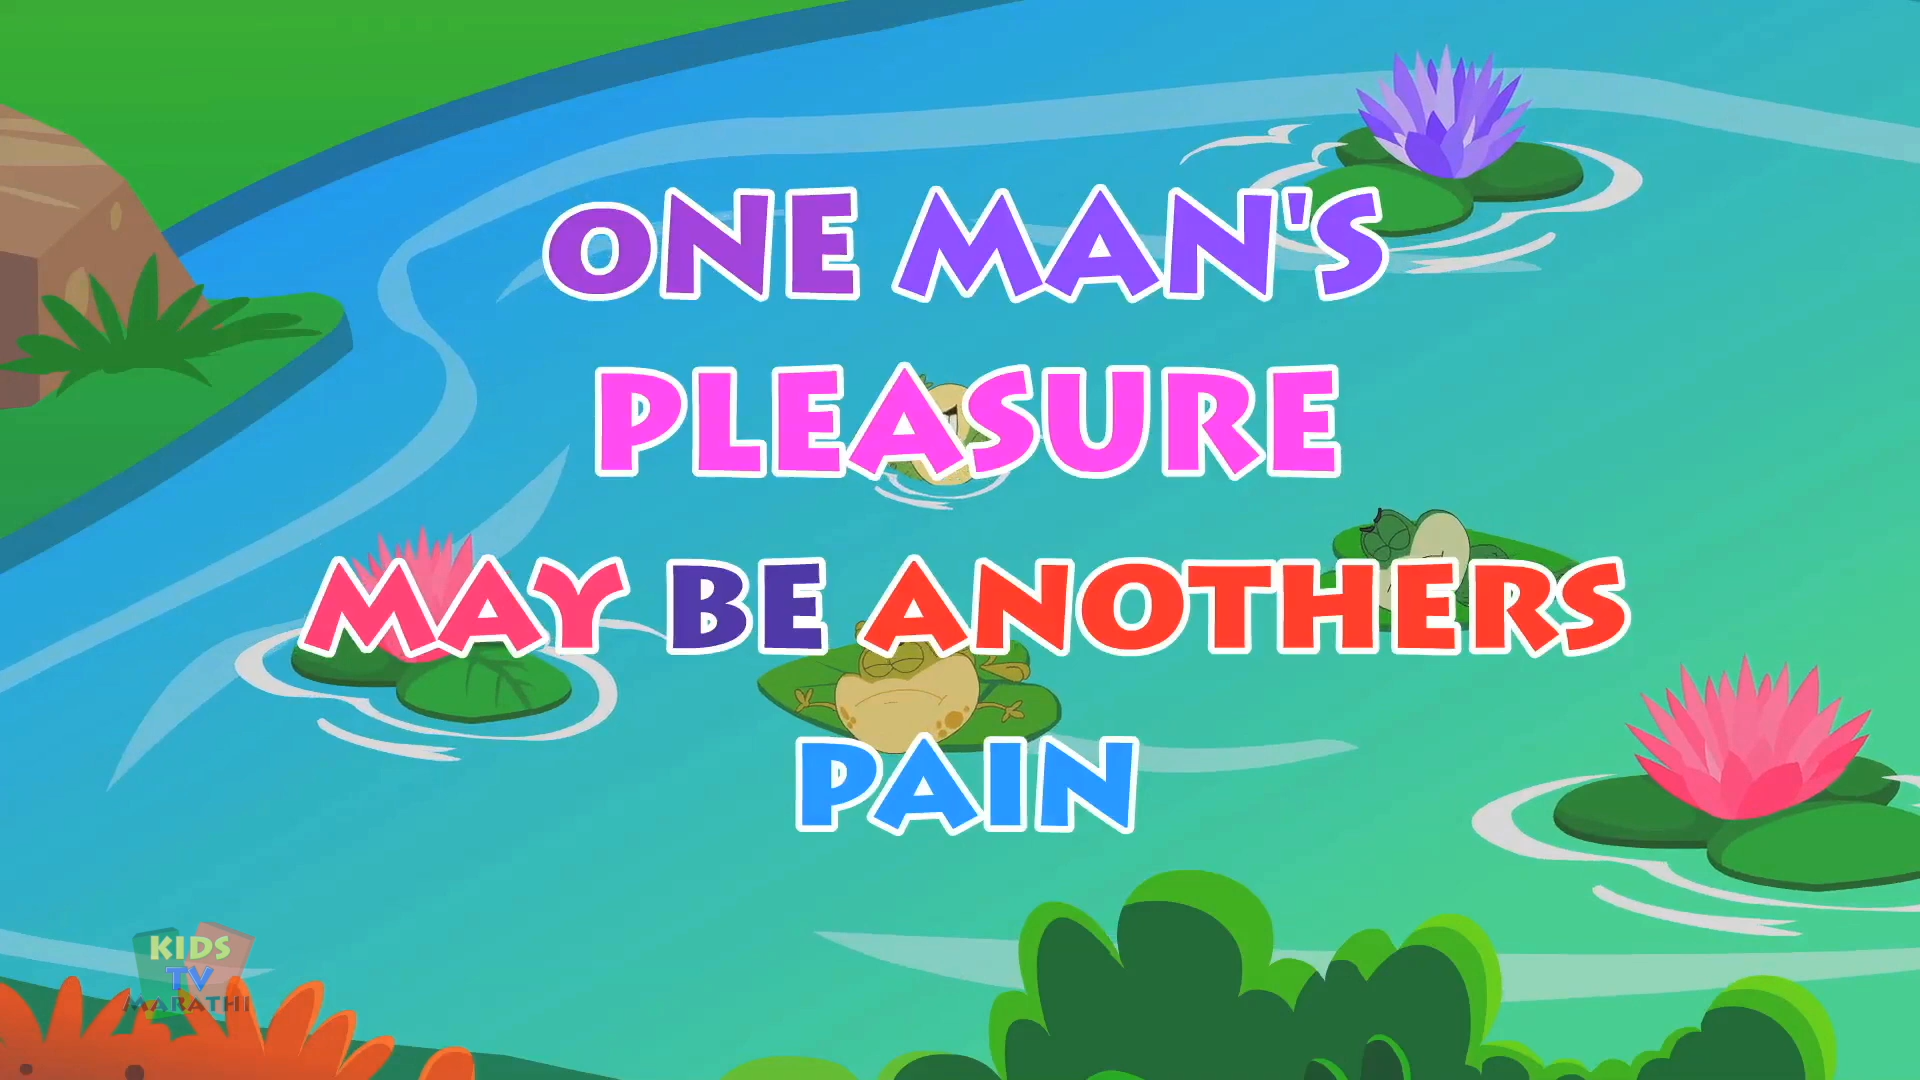 ONE MAN'S
PLEASURE
MAY BE ANOTHERS
PAIN
KIDS
TV
MARATHI